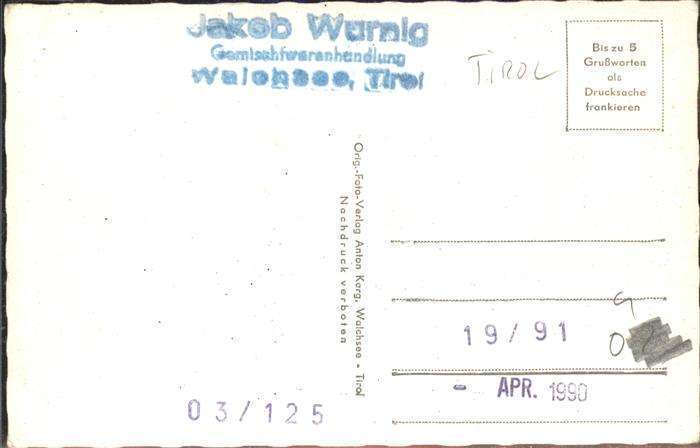 Jakob Wurnig
Gemischtwarenhandlung
Walchsee, Tirol
TIROL
Bis zu 5
Grußworten
als
Drucksache
frankieren
Orig.-Foto-Verlag Anton Karg, Walchsee • Tirol
Nachdruck verboten
19/91
- APR. 1990
03/125